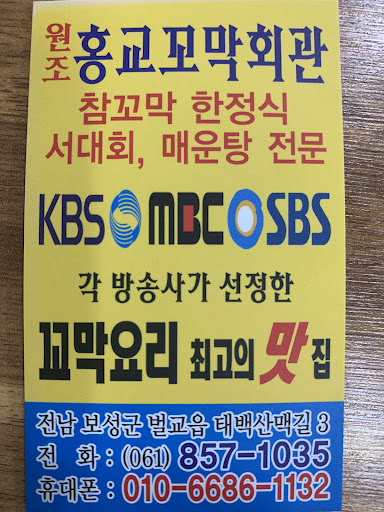 원조 홍교꼬막회관
참꼬막 한정식
서대회, 매운탕 전문
KBS MBC SBS
각 방송사가 선정한
꼬막요리 최고의 맛집
전남 보성군 벌교읍 태백산맥길 3
전 화 : (061) 857-1035
휴대폰 : 010-6686-1132